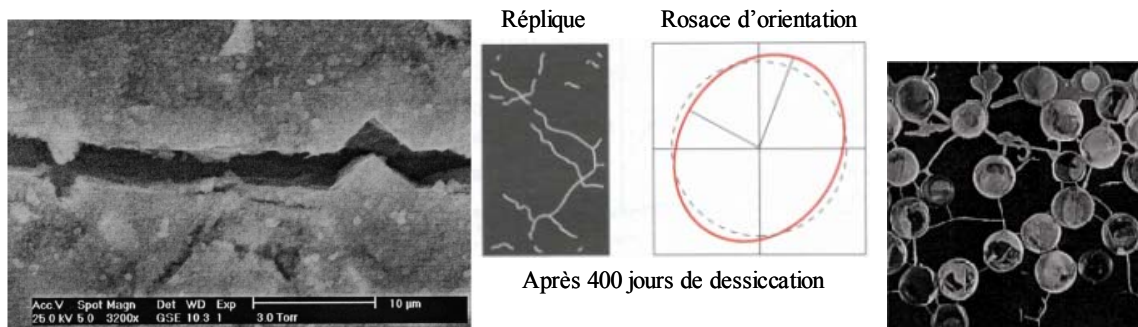 Réplique
Rosace d'orientation
Après 400 jours de dessiccation
Acc.V Spot Magn Det WD Exp
25.0 kV 5.0 3200x GSE 10.3 1 3.0 Torr
10 µm